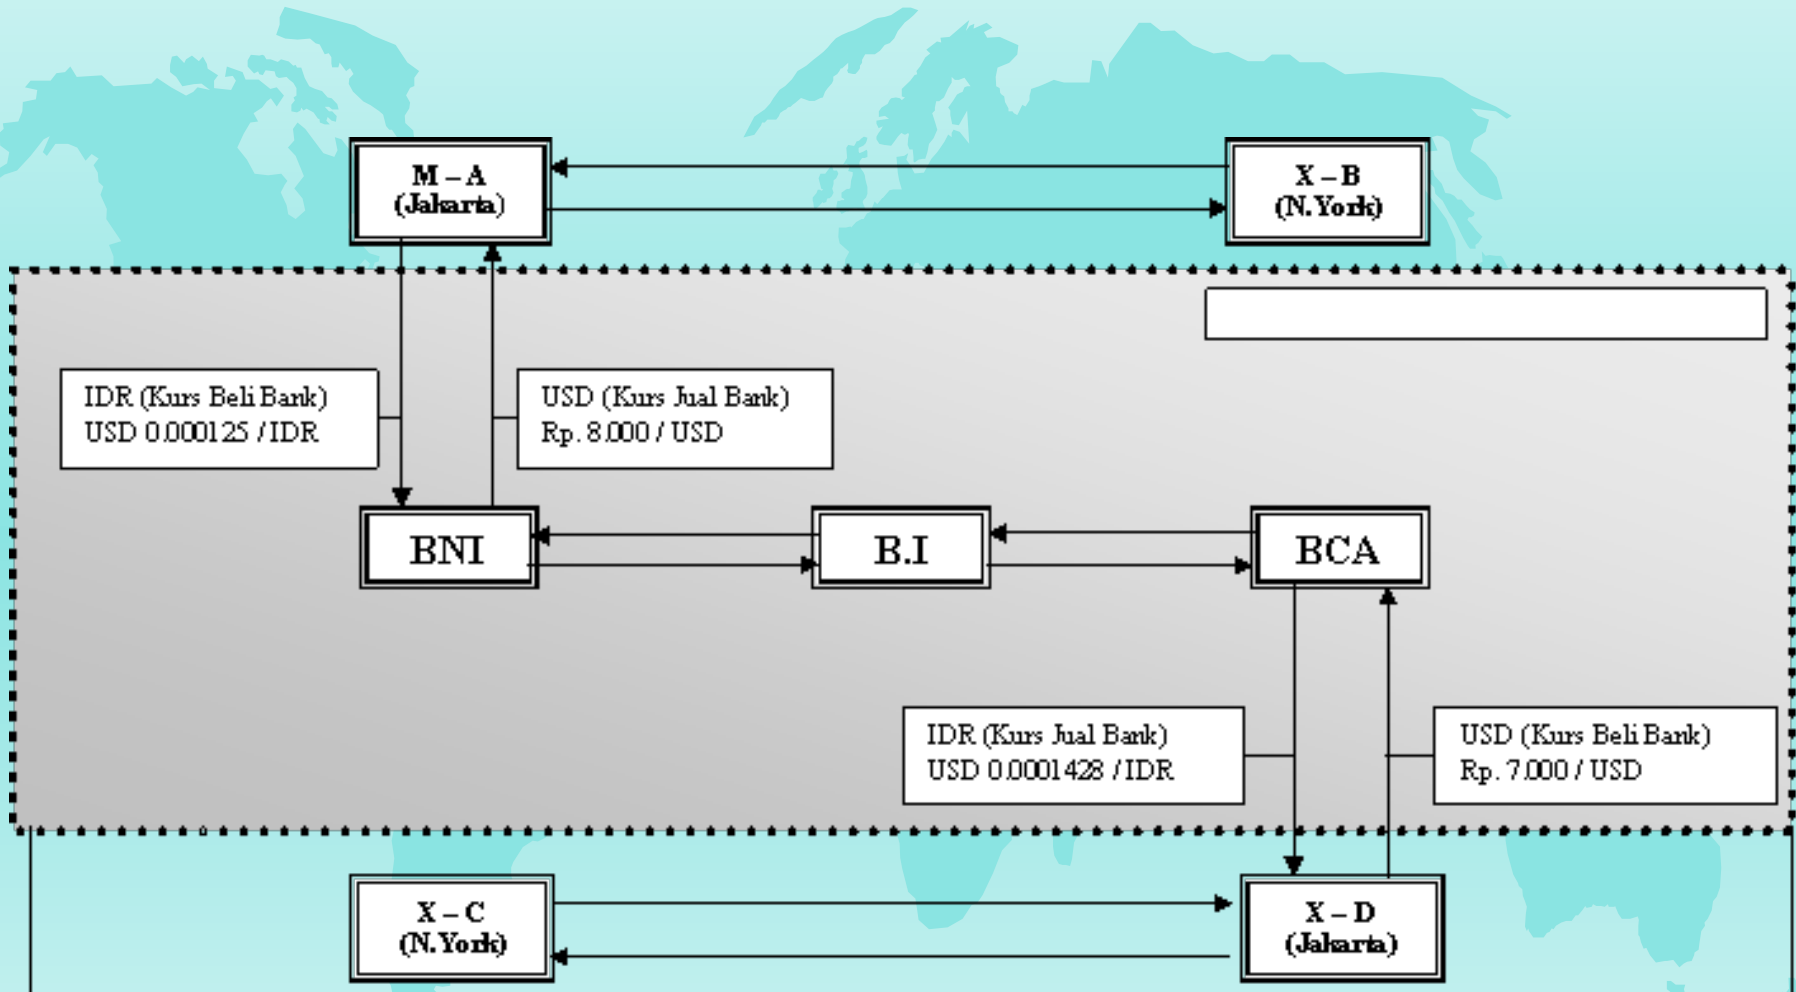 M – A
(Jakarta)
X – B
(N.York)
IDR (Kurs Beli Bank)
USD 0.000125 / IDR
USD (Kurs Jual Bank)
Rp. 8.000 / USD
BNI
B.I
BCA
IDR (Kurs Jual Bank)
USD 0.0001428 / IDR
USD (Kurs Beli Bank)
Rp. 7.000 / USD
X – C
(N.York)
X – D
(Jakarta)